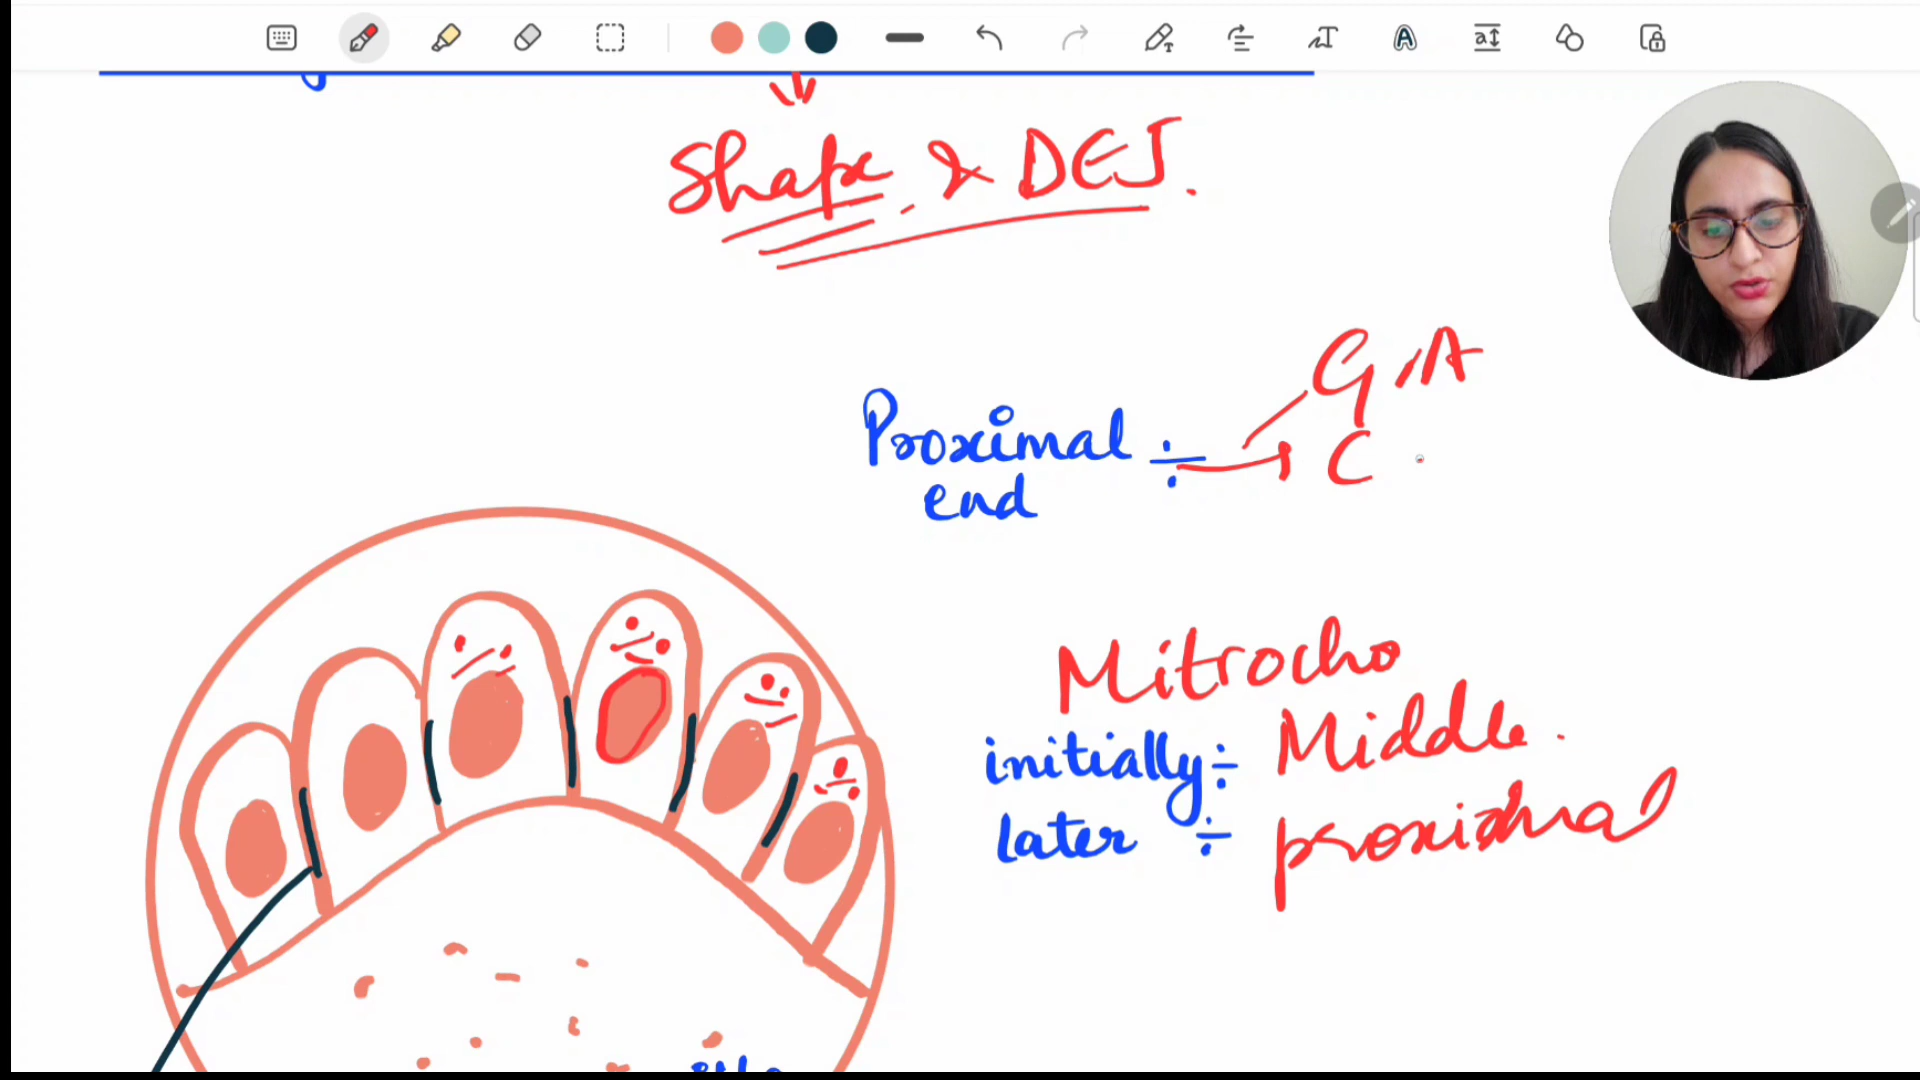 Shape & DEJ.
Proximal ÷ G.A
end C
Mitrocho
initially ÷ Middle.
later ÷ proximal